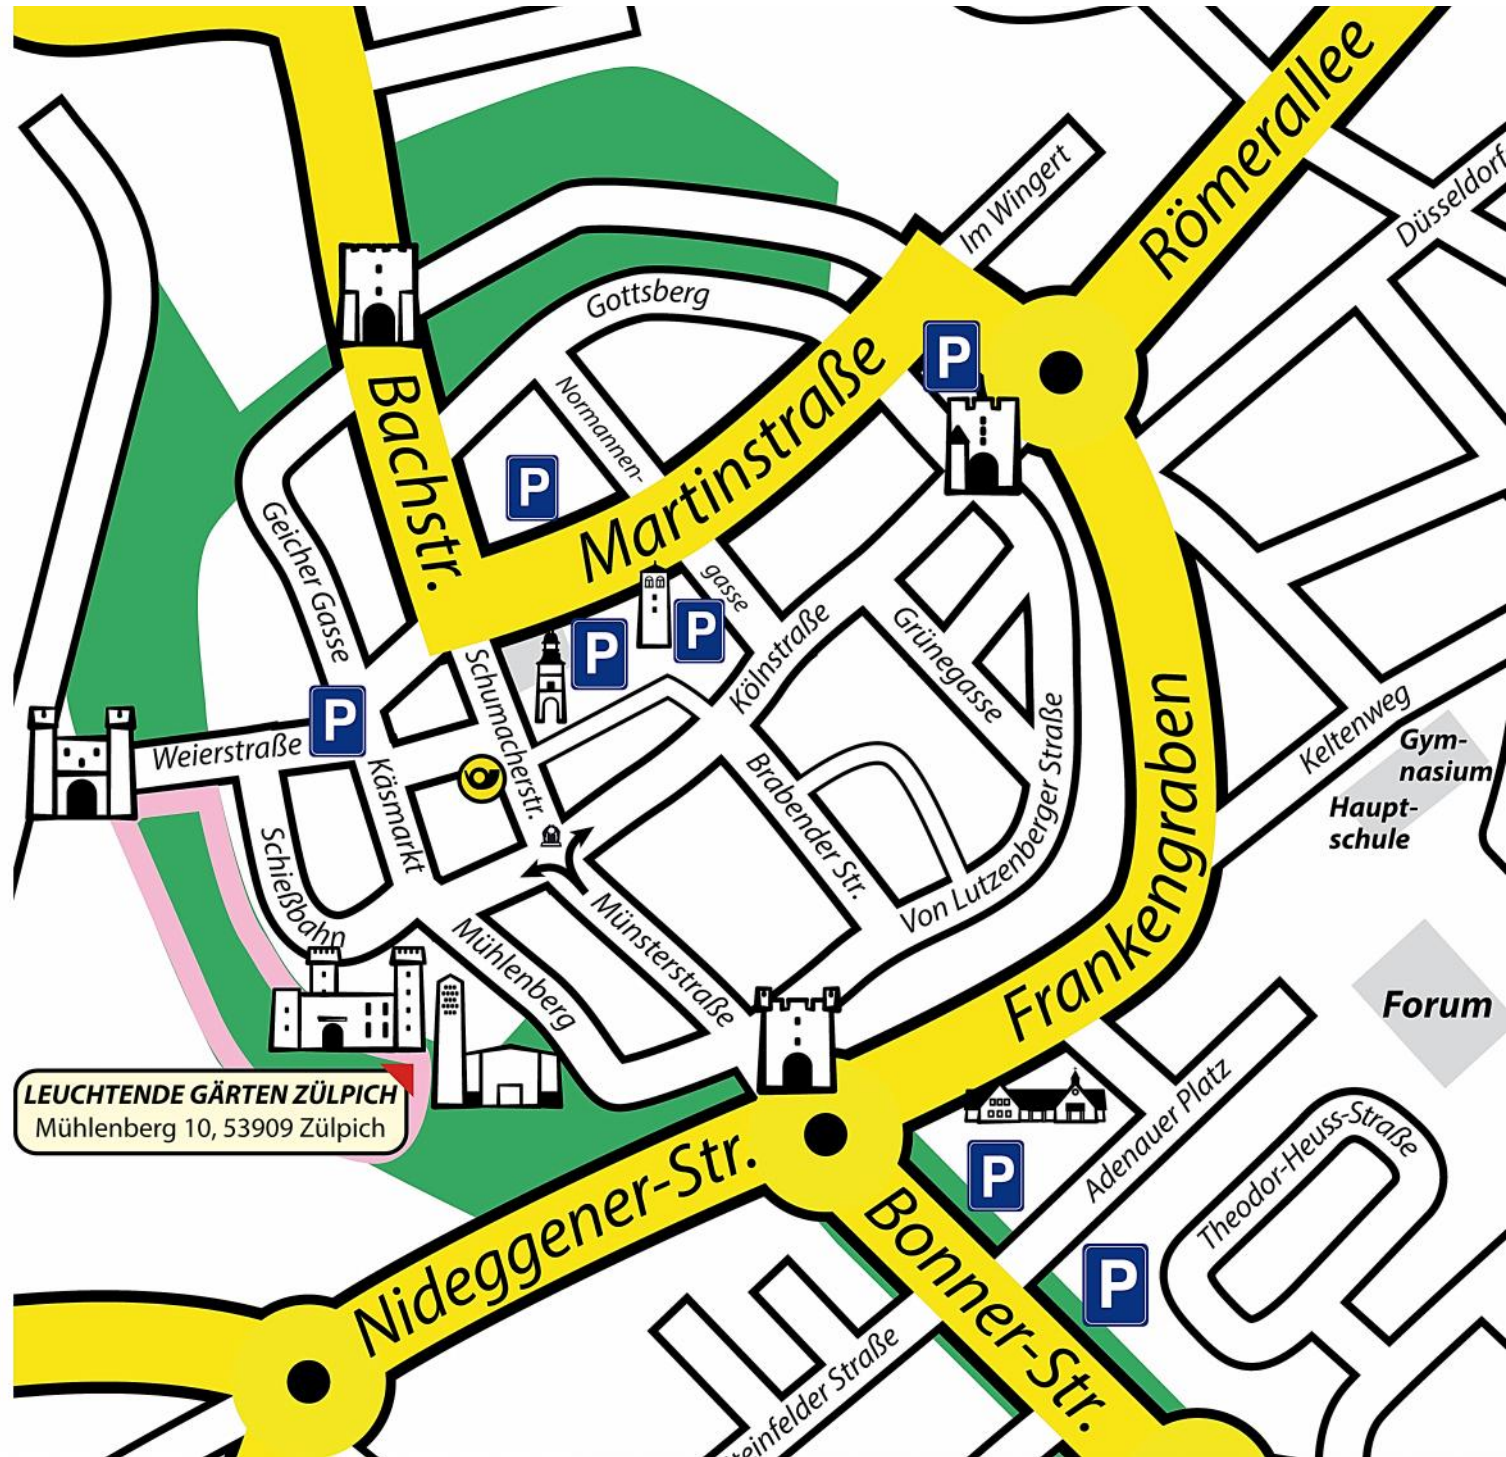 Römerallee
Im Wingert
Düsseldorf
Gottsberg
P
Bachstr.
Normannen-
gasse
Martinstraße
P
Geicher Gasse
P
P
Schumacherstr.
Kölnstraße
Grünegasse
P
Weierstraße
Käsmarkt
Brabender Str.
Von Lutzenberger Straße
Frankengraben
Keltenweg
Gym-
nasium
Haupt-
schule
Schießbahn
Mühlenberg
Münsterstraße
Forum
LEUCHTENDE GÄRTEN ZÜLPICH
Mühlenberg 10, 53909 Zülpich
Adenauer Platz
Theodor-Heuss-Straße
P
Nideggener-Str.
Bonner-Str.
P
einfelder Straße